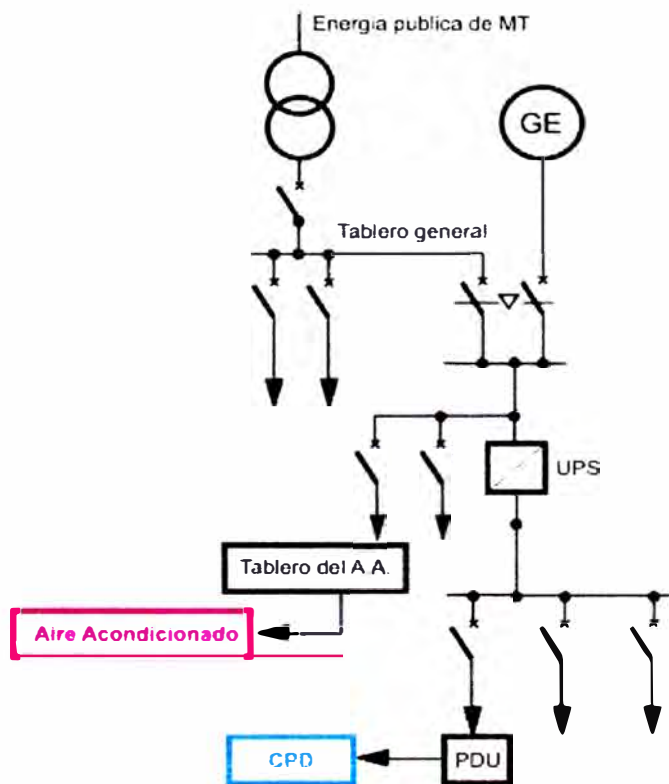 Energia publica de MT
GE
Tablero general
UPS
Tablero del A.A.
Aire Acondicionado
CPD
PDU